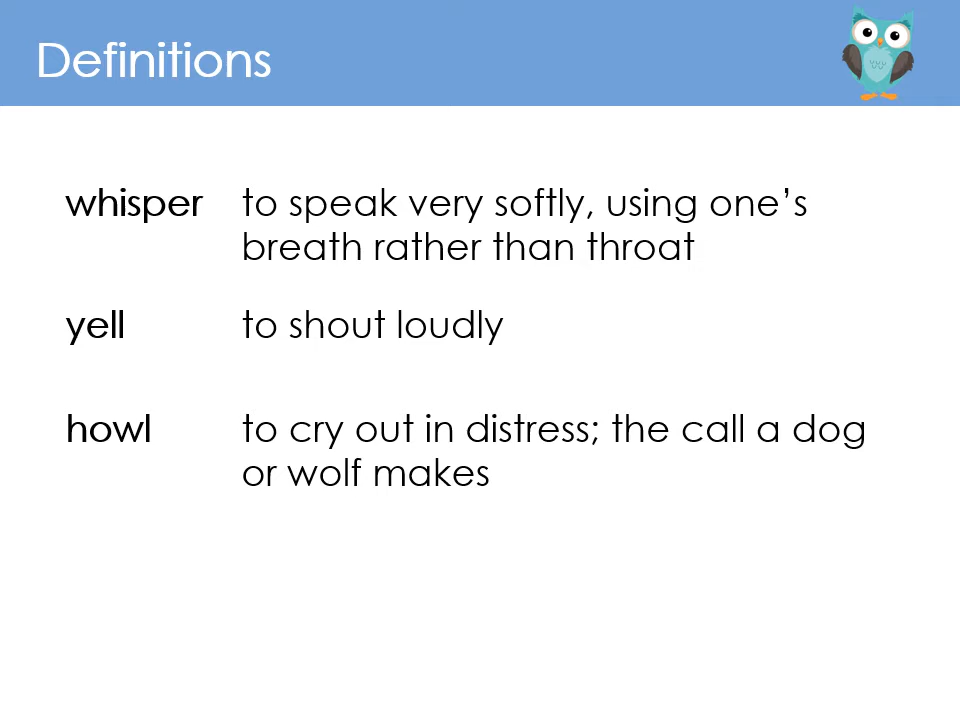 Definitions
whisper to speak very softly, using one’s
breath rather than throat
yell to shout loudly
howl to cry out in distress; the call a dog
or wolf makes